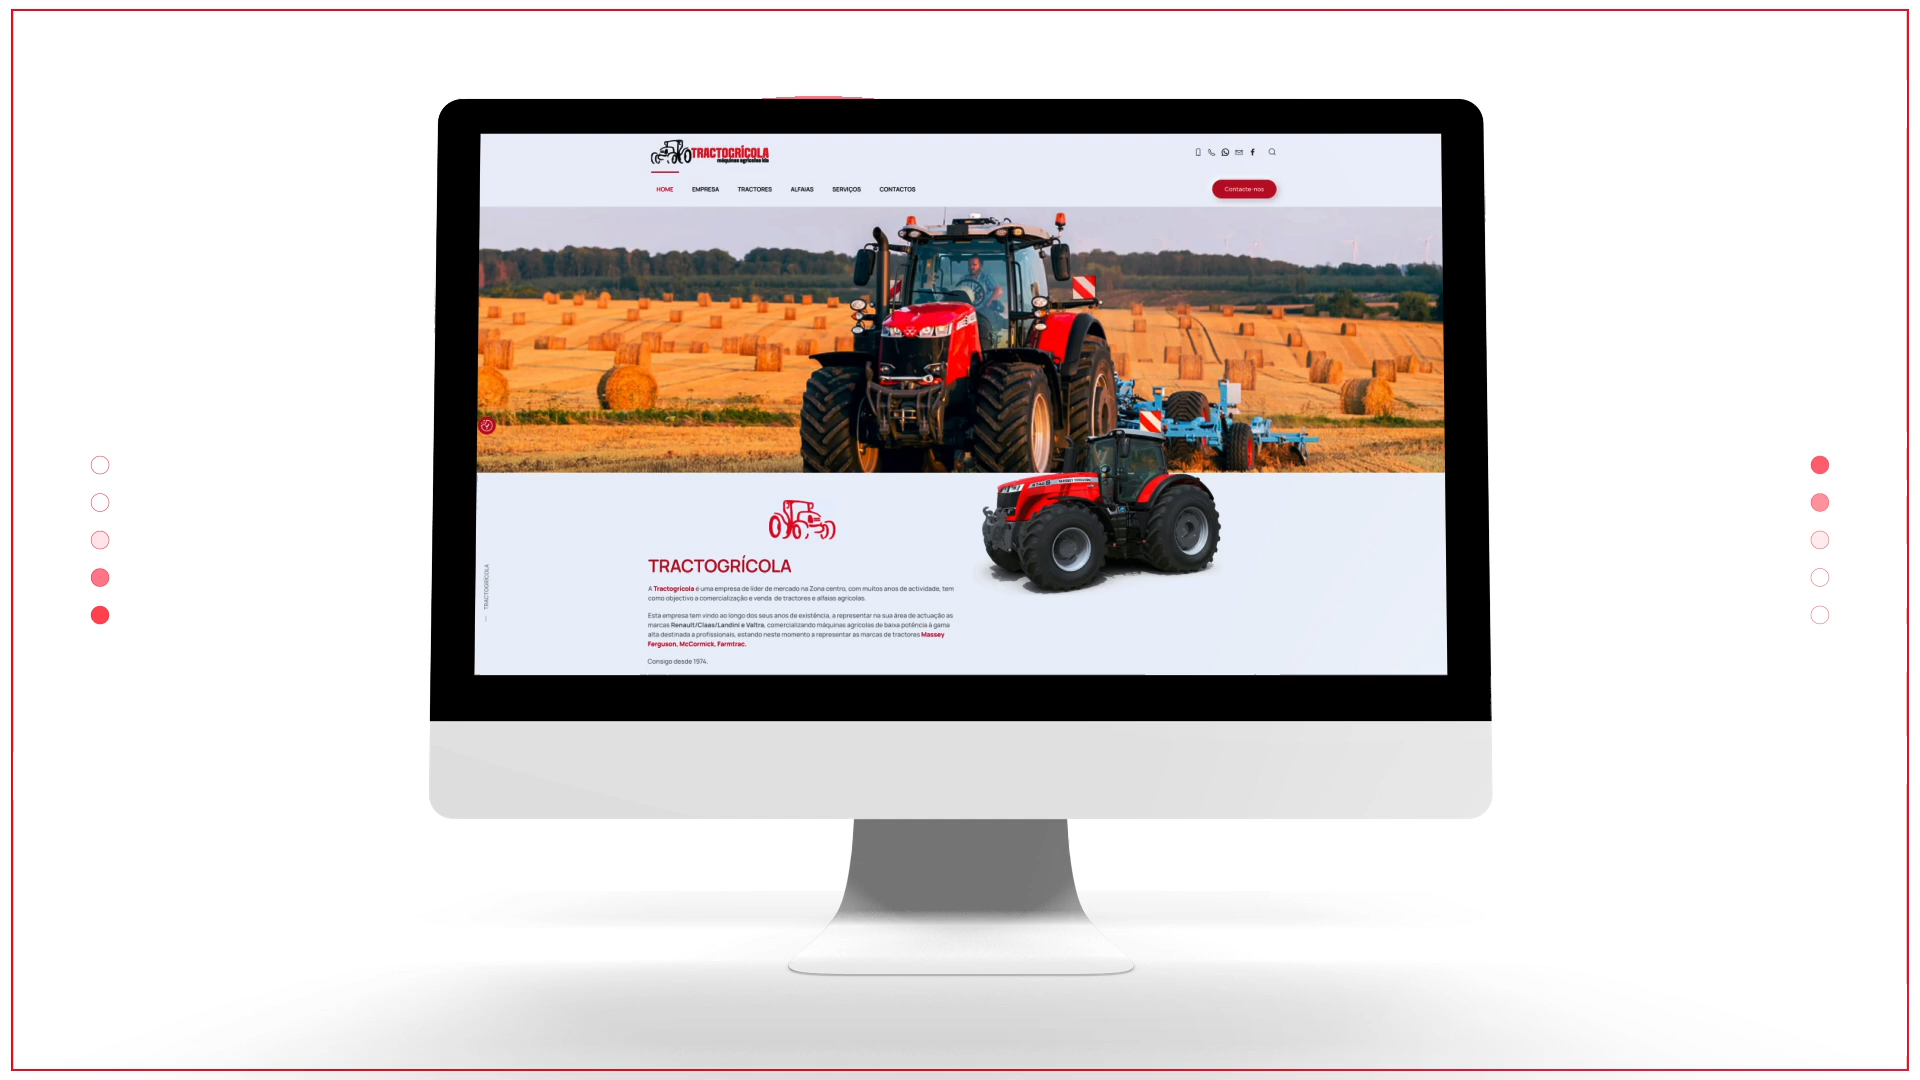 TRACTOGRÍCOLA
máquinas agrícolas lda
HOME EMPRESA TRACTORES ALFAIAS SERVIÇOS CONTACTOS
Contacte-nos
TRACTOGRÍCOLA
TRACTOGRÍCOLA
A Tractogrícola é uma empresa de líder de mercado na Zona centro, com muitos anos de actividade, tem
como objectivo a comercialização e venda de tractores e alfaias agrícolas.
Esta empresa tem vindo ao longo dos seus anos de existência, a representar na sua área de actuação as
marcas Renault/Claas/Landini e Valtra, comercializando máquinas agrícolas de baixa potência à gama
alta destinada a profissionais, estando neste momento a representar as marcas de tractores Massey
Ferguson, McCormick, Farmtrac.
Consigo desde 1974.